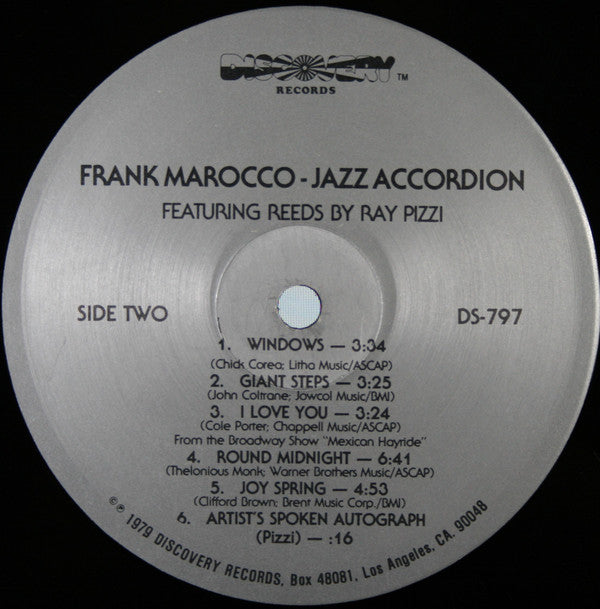 DISCOVERY TM
RECORDS
FRANK MAROCCO - JAZZ ACCORDION
FEATURING REEDS BY RAY PIZZI
SIDE TWO
DS-797
1. WINDOWS — 3:34
(Chick Corea; Litha Music/ASCAP)
2. GIANT STEPS — 3:25
(John Coltrane; Jowcol Music/BMI)
3. I LOVE YOU — 3:24
(Cole Porter; Chappell Music/ASCAP)
From the Broadway Show "Mexican Hayride"
4. ROUND MIDNIGHT — 6:41
(Thelonious Monk; Warner Brothers Music/ASCAP)
5. JOY SPRING — 4:53
(Clifford Brown; Brent Music Corp./BMI)
6. ARTIST'S SPOKEN AUTOGRAPH
(Pizzi) — :16
© ℗ 1979 DISCOVERY RECORDS, Box 48081, Los Angeles, CA. 90048